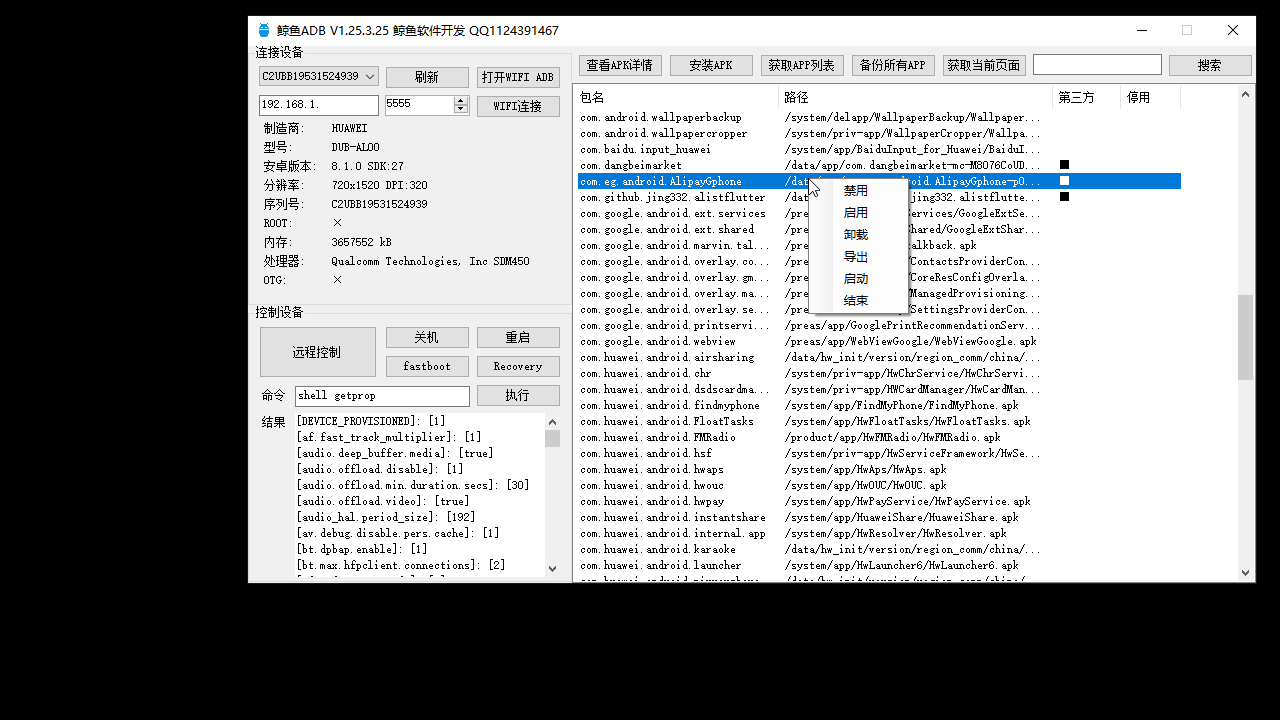 鲸鱼ADB V1.25.3.25 鲸鱼软件开发 QQ1124391467
连接设备
C2UBB19531524939 刷新 打开WIFI ADB
192.168.1. 5555 WIFI连接
制造商: HUAWEI
型号: DUB-AL00
安卓版本: 8.1.0 SDK:27
分辨率: 720x1520 DPI:320
序列号: C2UBB19531524939
ROOT: ×
内存: 3657552 kB
处理器: Qualcomm Technologies, Inc SDM450
OTG: ×
控制设备
远程控制 关机 重启
fastboot Recovery
命令 shell getprop 执行
结果
[DEVICE_PROVISIONED]: [1]
[af.fast_track_multiplier]: [1]
[audio.deep_buffer.media]: [true]
[audio.offload.disable]: [1]
[audio.offload.min.duration.secs]: [30]
[audio.offload.video]: [true]
[audio_hal.period_size]: [192]
[av.debug.disable.pers.cache]: [1]
[bt.dpbap.enable]: [1]
[bt.max.hfpclient.connections]: [2]
查看APK详情 安装APK 获取APP列表 备份所有APP 获取当前页面 搜索
包名 路径 第三方 停用
com.android.wallpaperbackup /system/delapp/WallpaperBackup/Wallpaper...
com.android.wallpapercropper /system/priv-app/WallpaperCropper/Wallpa...
com.baidu.input_huawei /system/app/BaiduInput_for_Huawei/BaiduI...
com.dangbeimarket /data/app/com.dangbeimarket-mc-M8076CoUD... ■
com.eg.android.AlipayGphone /dat ndroid.AlipayGphone-pO... ■
com.github.jing332.alistflutter /dat jing332.alistflutte... ■
com.google.android.ext.services /pre ervices/GoogleExtSe...
com.google.android.ext.shared /pre hared/GoogleExtShar...
com.google.android.marvin.tal... /pre alkback.apk
com.google.android.overlay.co... /pre ContactsProviderCon...
com.google.android.overlay.gm... /pre CoreResConfigOverla...
com.google.android.overlay.ma... /pre ManagedProvisioning...
com.google.android.overlay.se... /pre SettingsProviderCon...
com.google.android.printservi... /preas/app/GooglePrintRecommendationServ...
com.google.android.webview /preas/app/WebViewGoogle/WebViewGoogle.apk
com.huawei.android.airsharing /data/hw_init/version/region_comm/china/...
com.huawei.android.chr /system/priv-app/HwChrService/HwChrServi...
com.huawei.android.dsdscardma... /system/priv-app/HWCardManager/HwCardMan...
com.huawei.android.findmyphone /system/app/FindMyPhone/FindMyPhone.apk
com.huawei.android.FloatTasks /system/app/HwFloatTasks/HwFloatTasks.apk
com.huawei.android.FMRadio /product/app/HwFMRadio/HwFMRadio.apk
com.huawei.android.hsf /system/priv-app/HwServiceFramework/HwSe...
com.huawei.android.hwaps /system/app/HwAps/HwAps.apk
com.huawei.android.hwouc /system/app/HwOUC/HwOUC.apk
com.huawei.android.hwpay /system/app/HwPayService/HwPayService.apk
com.huawei.android.instantshare /system/app/HuaweiShare/HuaweiShare.apk
com.huawei.android.internal.app /system/app/HwResolver/HwResolver.apk
com.huawei.android.karaoke /data/hw_init/version/region_comm/china/...
com.huawei.android.launcher /system/app/HwLauncher6/HwLauncher6.apk
禁用
启用
卸载
导出
启动
结束